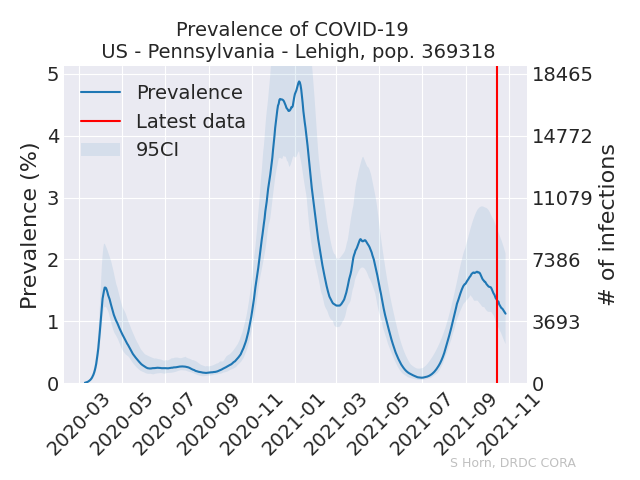 Prevalence of COVID-19
US - Pennsylvania - Lehigh, pop. 369318
Prevalence (%)
5
4
3
2
1
0
Prevalence
Latest data
95CI
18465
14772
11079
7386
3693
0
# of infections
2020-03
2020-05
2020-07
2020-09
2020-11
2021-01
2021-03
2021-05
2021-07
2021-09
2021-11
S Horn, DRDC CORA